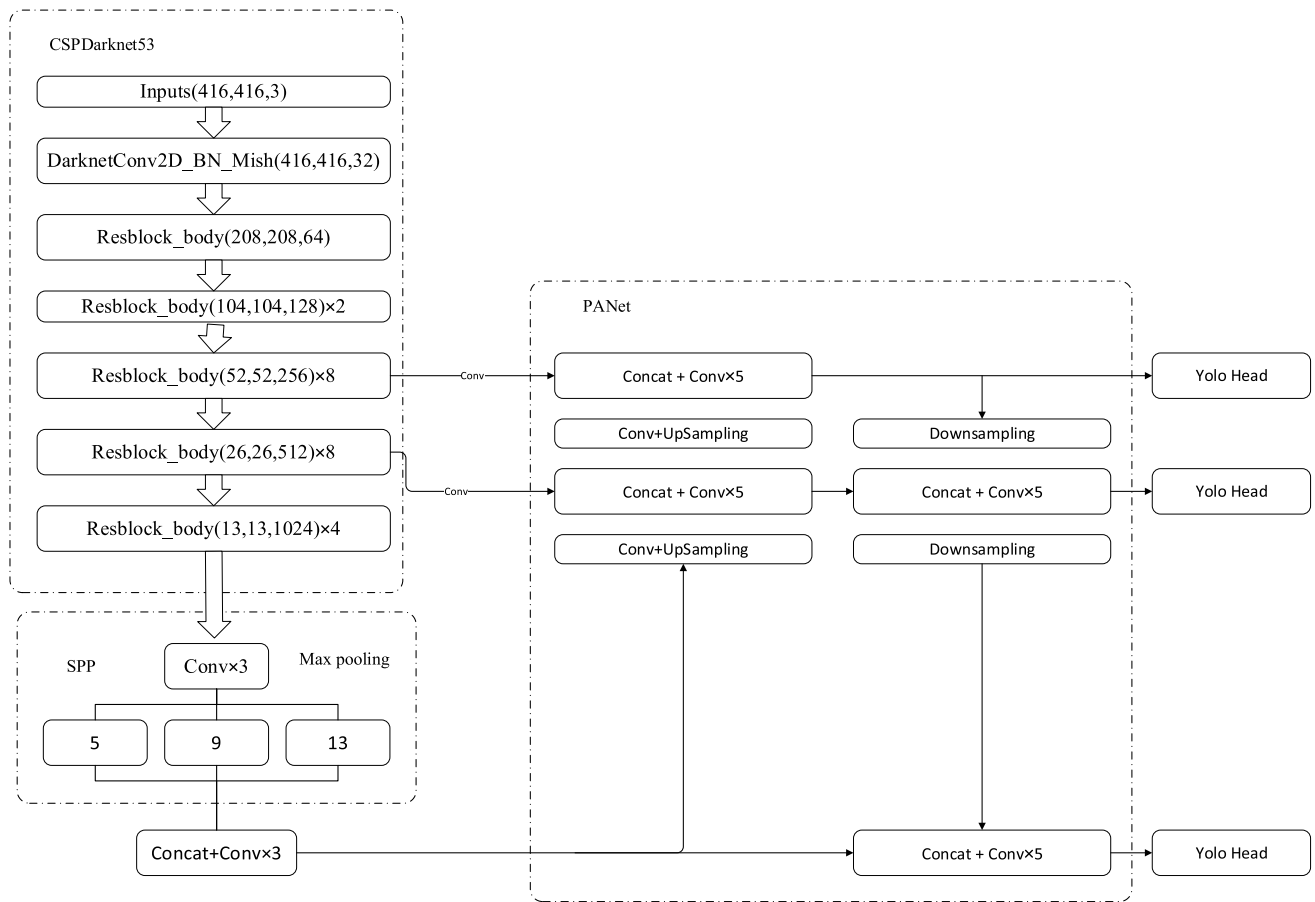 CSPDarknet53
Inputs(416,416,3)
DarknetConv2D_BN_Mish(416,416,32)
Resblock_body(208,208,64)
Resblock_body(104,104,128)×2
Resblock_body(52,52,256)×8
Resblock_body(26,26,512)×8
Resblock_body(13,13,1024)×4
SPP
Max pooling
Conv×3
5
9
13
Concat+Conv×3
Conv
Conv
PANet
Concat + Conv×5
Yolo Head
Conv+UpSampling
Downsampling
Concat + Conv×5
Concat + Conv×5
Yolo Head
Conv+UpSampling
Downsampling
Concat + Conv×5
Yolo Head